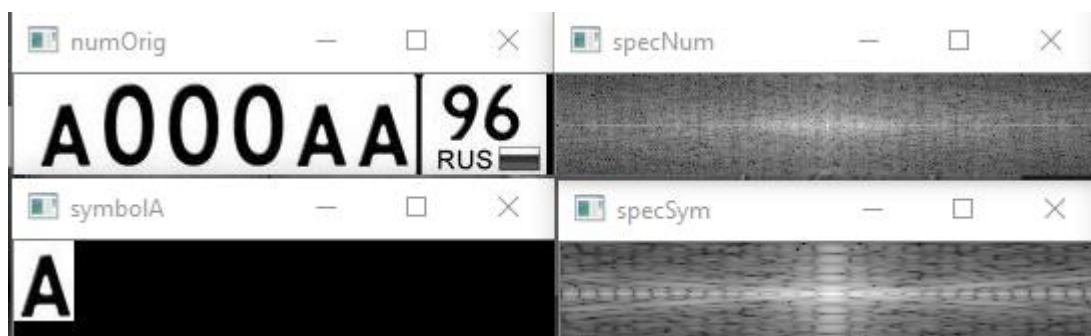 numOrig
specNum
A000AA
96
RUS
symbolA
specSym
A